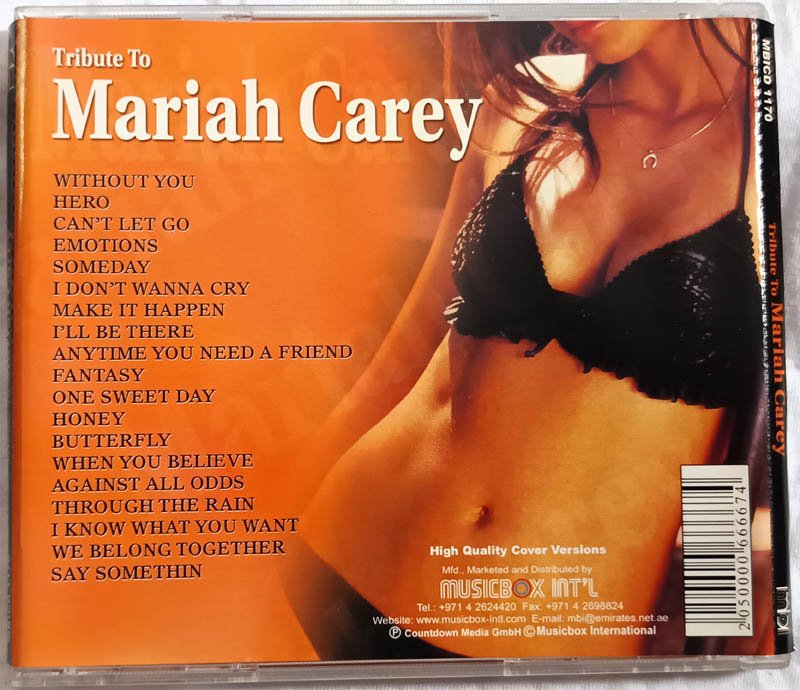 Tribute To
Mariah Carey
WITHOUT YOU
HERO
CAN'T LET GO
EMOTIONS
SOMEDAY
I DON'T WANNA CRY
MAKE IT HAPPEN
I'LL BE THERE
ANYTIME YOU NEED A FRIEND
FANTASY
ONE SWEET DAY
HONEY
BUTTERFLY
WHEN YOU BELIEVE
AGAINST ALL ODDS
THROUGH THE RAIN
I KNOW WHAT YOU WANT
WE BELONG TOGETHER
SAY SOMETHIN
High Quality Cover Versions
Mfd., Marketed and Distributed by
MUSICBOX INT'L
Tel.: +971 4 2624420 Fax: +971 4 2698824
Website: www.musicbox-intl.com E-mail: mbi@emirates.net.ae
Ⓟ Countdown Media GmbH © Musicbox International
2 050000 666674
MBICD 1170
Tribute To Mariah Carey
mbi